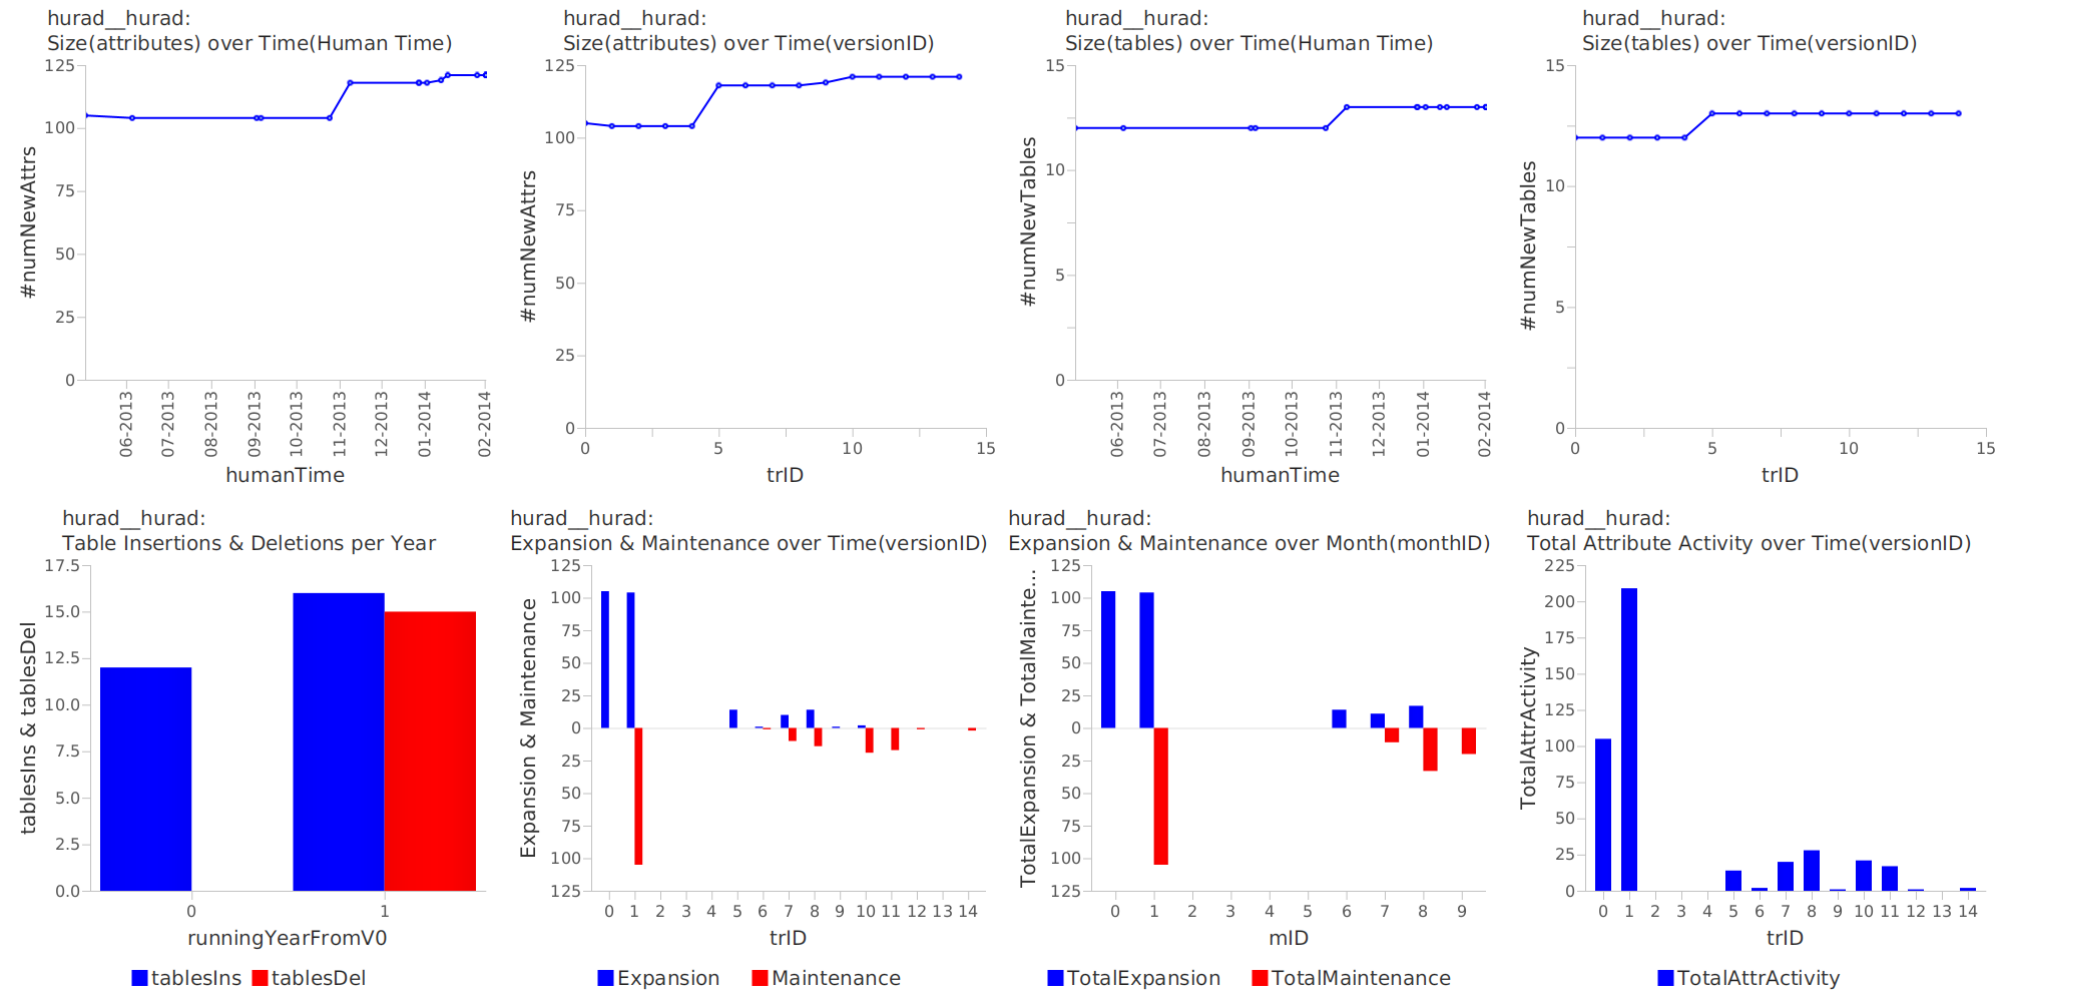 hurad__hurad:
Size(attributes) over Time(Human Time)
125
100
75
50
25
0
#numNewAttrs
06-2013
07-2013
08-2013
09-2013
10-2013
11-2013
12-2013
01-2014
02-2014
humanTime
hurad__hurad:
Size(attributes) over Time(versionID)
125
100
75
50
25
0
#numNewAttrs
0
5
10
15
trID
hurad__hurad:
Size(tables) over Time(Human Time)
15
10
5
0
#numNewTables
06-2013
07-2013
08-2013
09-2013
10-2013
11-2013
12-2013
01-2014
02-2014
humanTime
hurad__hurad:
Size(tables) over Time(versionID)
15
10
5
0
#numNewTables
0
5
10
15
trID
hurad__hurad:
Table Insertions & Deletions per Year
17.5
15.0
12.5
10.0
7.5
5.0
2.5
0.0
tablesIns & tablesDel
0
1
runningYearFromV0
tablesIns
tablesDel
hurad__hurad:
Expansion & Maintenance over Time(versionID)
125
100
75
50
25
0
25
50
75
100
125
Expansion & Maintenance
0 1 2 3 4 5 6 7 8 9 10 11 12 13 14
trID
Expansion
Maintenance
hurad__hurad:
Expansion & Maintenance over Month(monthID)
125
100
75
50
25
0
25
50
75
100
125
TotalExpansion & TotalMainte...
0 1 2 3 4 5 6 7 8 9
mID
TotalExpansion
TotalMaintenance
hurad__hurad:
Total Attribute Activity over Time(versionID)
225
200
175
150
125
100
75
50
25
0
TotalAttrActivity
0 1 2 3 4 5 6 7 8 9 10 11 12 13 14
trID
TotalAttrActivity